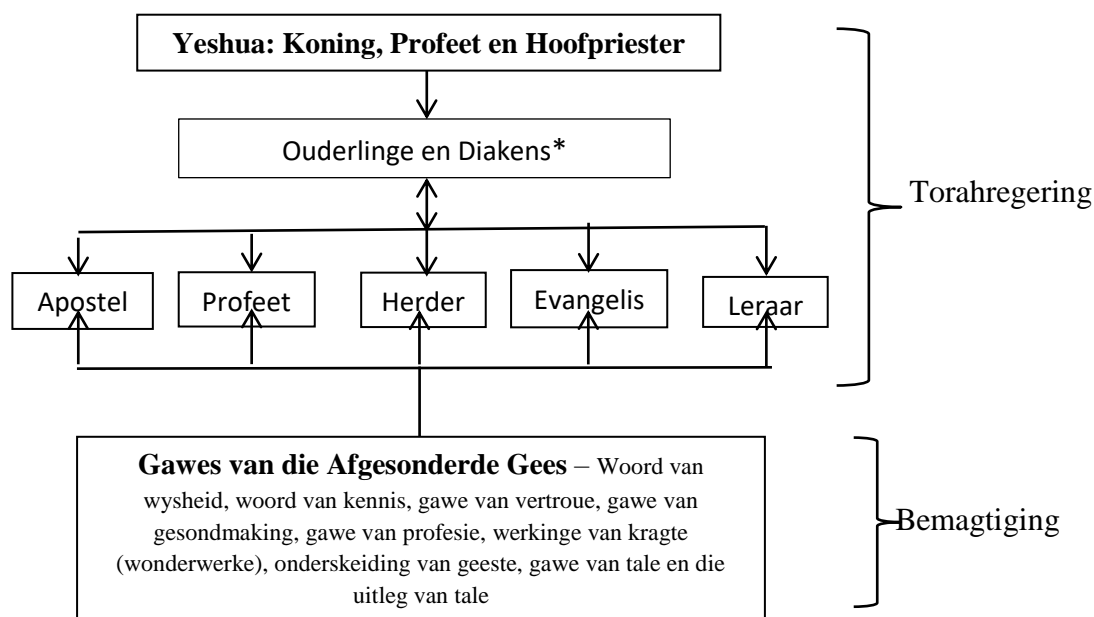 Yeshua: Koning, Profeet en Hoofpriester
Ouderlinge en Diakens*
Torahregering
Apostel
Profeet
Herder
Evangelis
Leraar
Gawes van die Afgesonderde Gees – Woord van
wysheid, woord van kennis, gawe van vertroue, gawe van
gesondmaking, gawe van profesie, werkinge van kragte
(wonderwerke), onderskeiding van geeste, gawe van tale en die
uitleg van tale
Bemagtiging